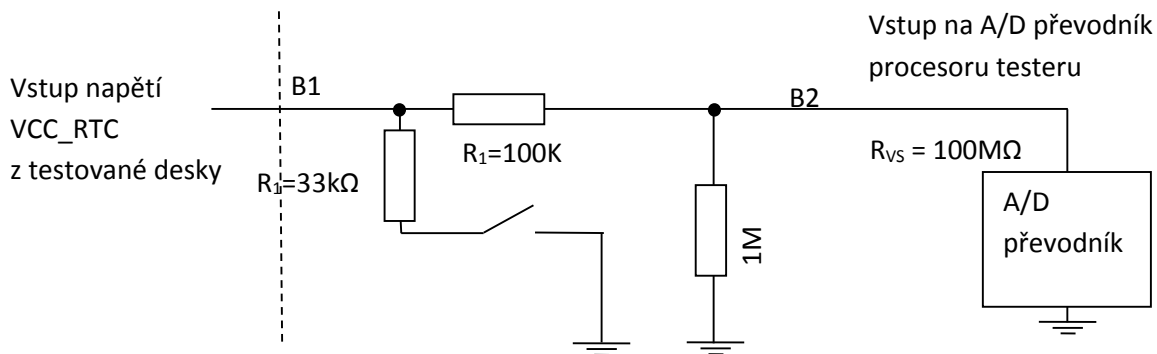 Vstup napětí
VCC_RTC
z testované desky
B1
R₁=100K
R₁=33kΩ
1M
B2
Vstup na A/D převodník
procesoru testeru
Rᵥₛ = 100MΩ
A/D
převodník